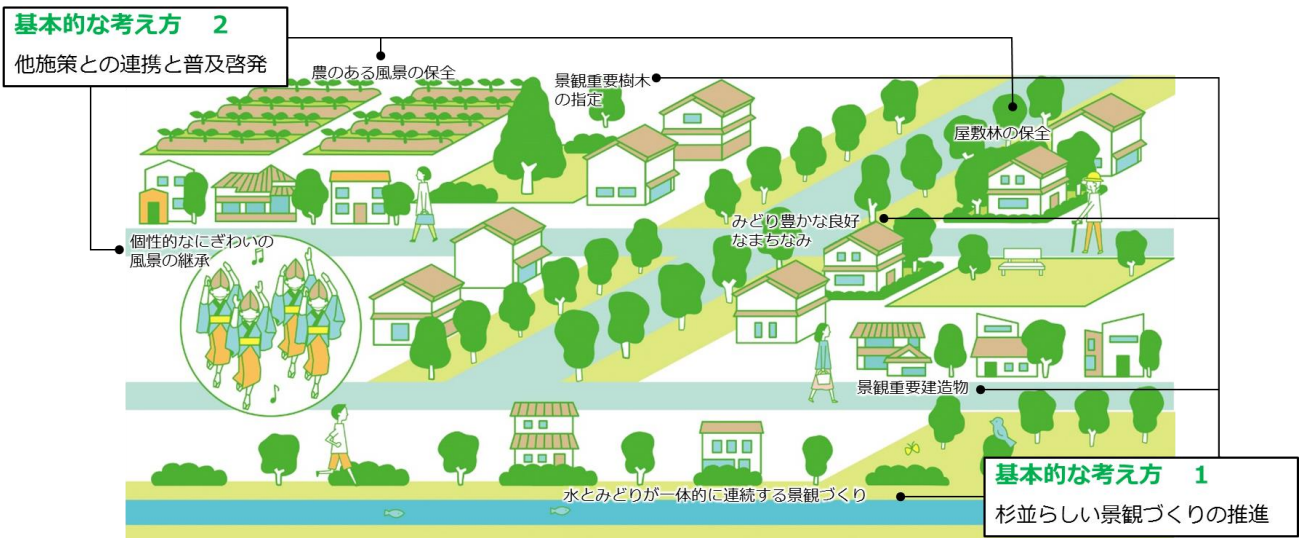 基本的な考え方　2
他施策との連携と普及啓発
農のある風景の保全
景観重要樹木
の指定
屋敷林の保全
みどり豊かな良好
なまちなみ
個性的なにぎわいの
風景の継承
景観重要建造物
水とみどりが一体的に連続する景観づくり
基本的な考え方　1
杉並らしい景観づくりの推進